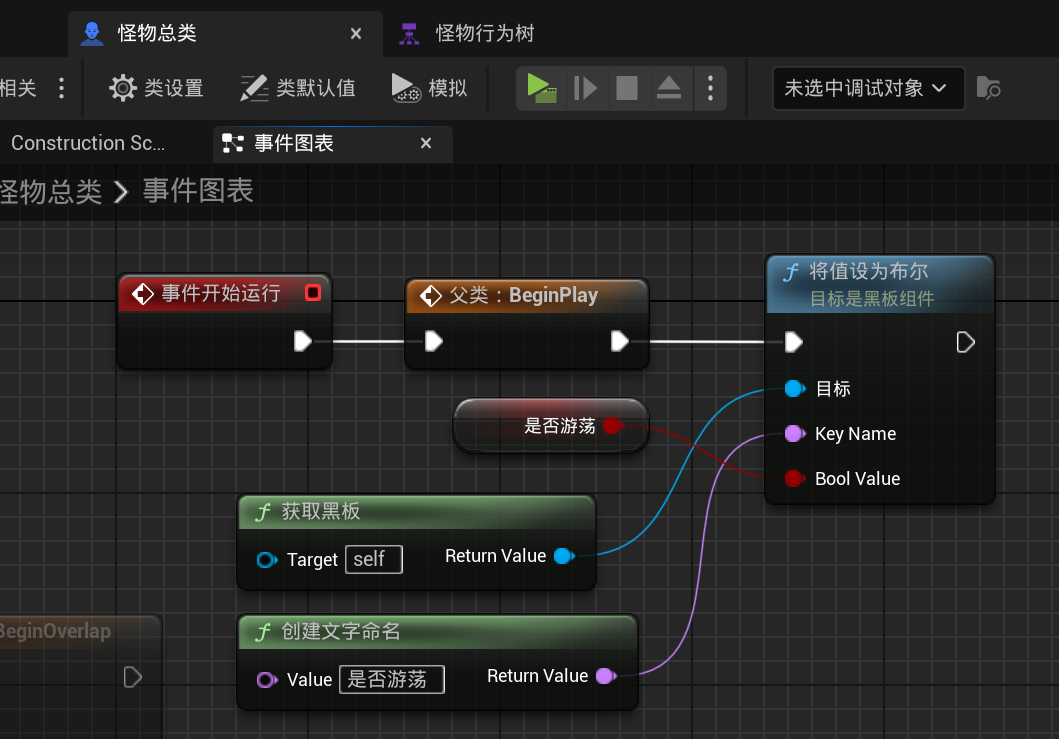 怪物总类
怪物行为树
相关
类设置
类默认值
模拟
未选中调试对象
Construction Sc...
事件图表
怪物总类 > 事件图表
将值设为布尔
目标是黑板组件
事件开始运行
父类：BeginPlay
目标
是否游荡
Key Name
Bool Value
获取黑板
Target self
Return Value
创建文字命名
BeginOverlap
Value 是否游荡
Return Value